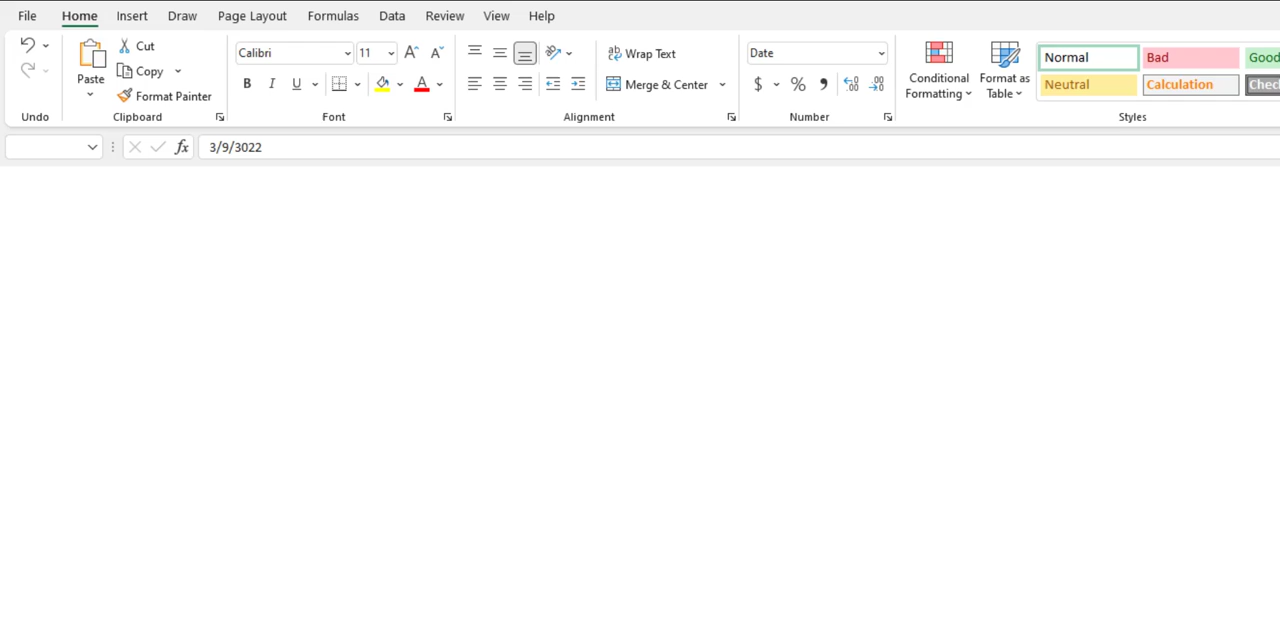 File Home Insert Draw Page Layout Formulas Data Review View Help
Cut
Calibri 11 Wrap Text Date Normal Bad Good
Paste Copy Conditional Formatting Format as Table
Format Painter B I U A Merge & Center $ % Neutral Calculation Chec
Undo Clipboard Font Alignment Number Styles
fx 3/9/3022